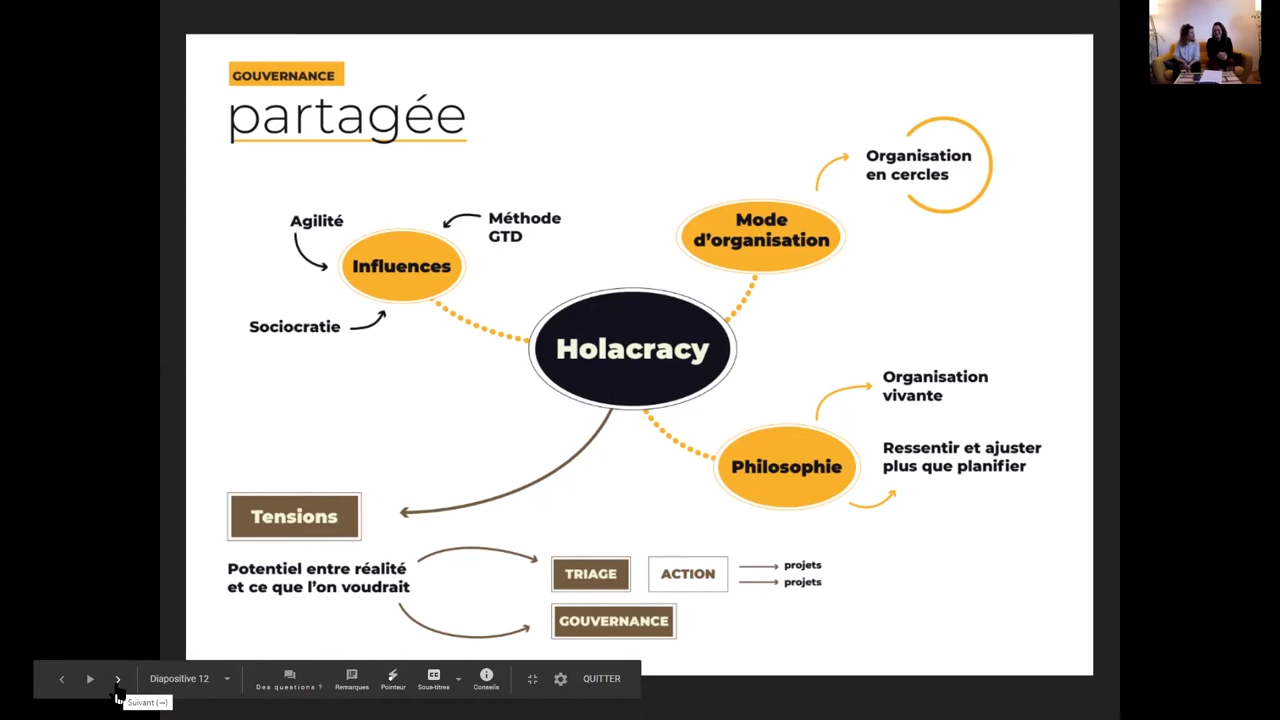 GOUVERNANCE
partagée
Organisation
en cercles
Agilité
Méthode
GTD
Mode
d'organisation
Influences
Sociocratie
Holacracy
Organisation
vivante
Ressentir et ajuster
plus que planifier
Philosophie
Tensions
Potentiel entre réalité
et ce que l'on voudrait
TRIAGE
ACTION
projets
projets
GOUVERNANCE
Diapositive 12
Des questions ?
Remarques
Pointeur
Sous-titres
Conseils
QUITTER
Suivant (→)